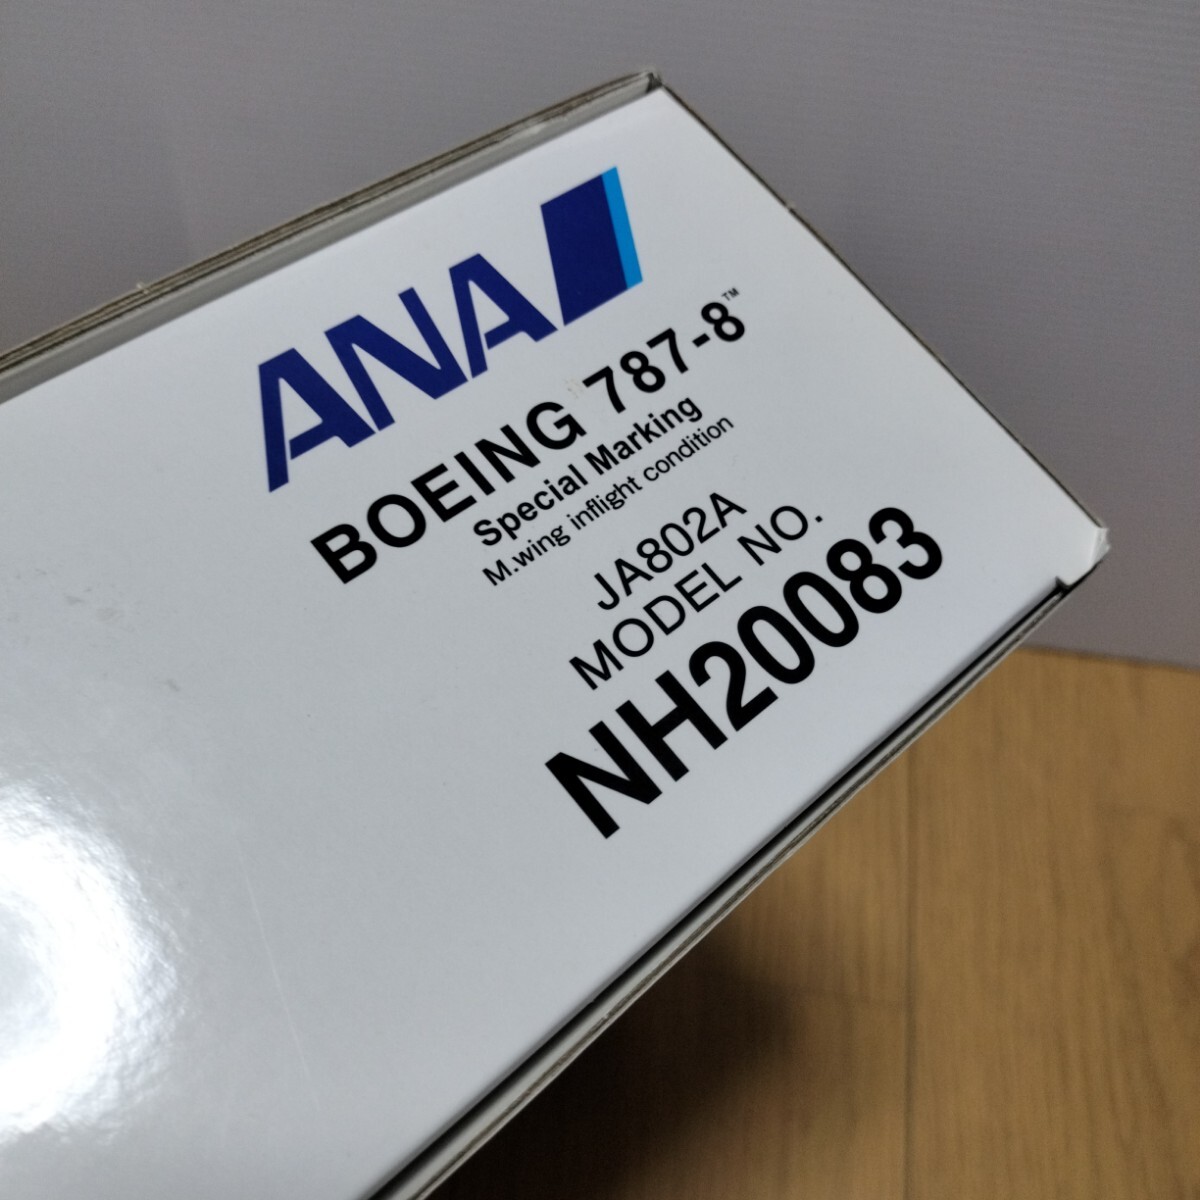 ANA
BOEING 787-8™
Special Marking
M.wing inflight condition
JA802A
MODEL NO.
NH20083